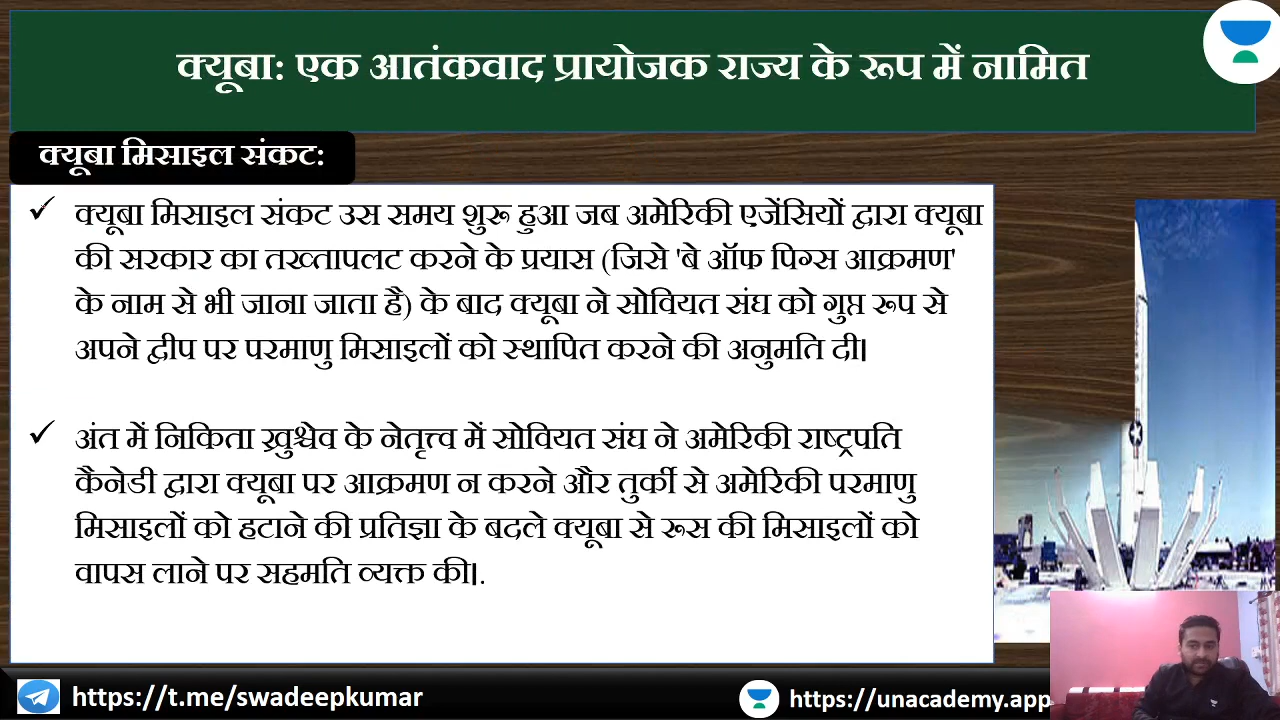 क्यूबा: एक आतंकवाद प्रायोजक राज्य के रूप में नामित
क्यूबा मिसाइल संकट:
क्यूबा मिसाइल संकट उस समय शुरू हुआ जब अमेरिकी एजेंसियों द्वारा क्यूबा
की सरकार का तख्तापलट करने के प्रयास (जिसे 'बे ऑफ पिग्स आक्रमण'
के नाम से भी जाना जाता है) के बाद क्यूबा ने सोवियत संघ को गुप्त रूप से
अपने द्वीप पर परमाणु मिसाइलों को स्थापित करने की अनुमति दी।
अंत में निकिता ख्रुश्चेव के नेतृत्त्व में सोवियत संघ ने अमेरिकी राष्ट्रपति
कैनेडी द्वारा क्यूबा पर आक्रमण न करने और तुर्की से अमेरिकी परमाणु
मिसाइलों को हटाने की प्रतिज्ञा के बदले क्यूबा से रूस की मिसाइलों को
वापस लाने पर सहमति व्यक्त की।.
https://t.me/swadeepkumar
https://unacademy.app